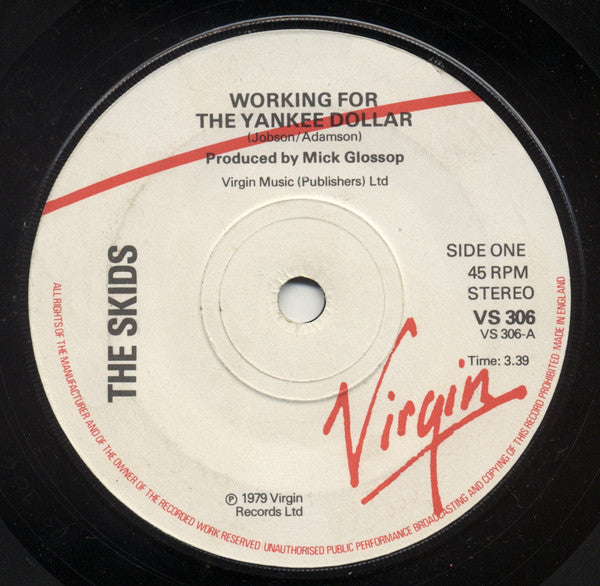 WORKING FOR
THE YANKEE DOLLAR
(Jobson/Adamson)
Produced by Mick Glossop
Virgin Music (Publishers) Ltd
THE SKIDS
SIDE ONE
45 RPM
STEREO
VS 306
VS 306-A
Time: 3.39
Virgin
℗ 1979 Virgin
Records Ltd
ALL RIGHTS OF THE MANUFACTURER AND OF THE OWNER OF THE RECORDED WORK RESERVED. UNAUTHORISED PUBLIC PERFORMANCE BROADCASTING AND COPYING OF THIS RECORD PROHIBITED. MADE IN ENGLAND